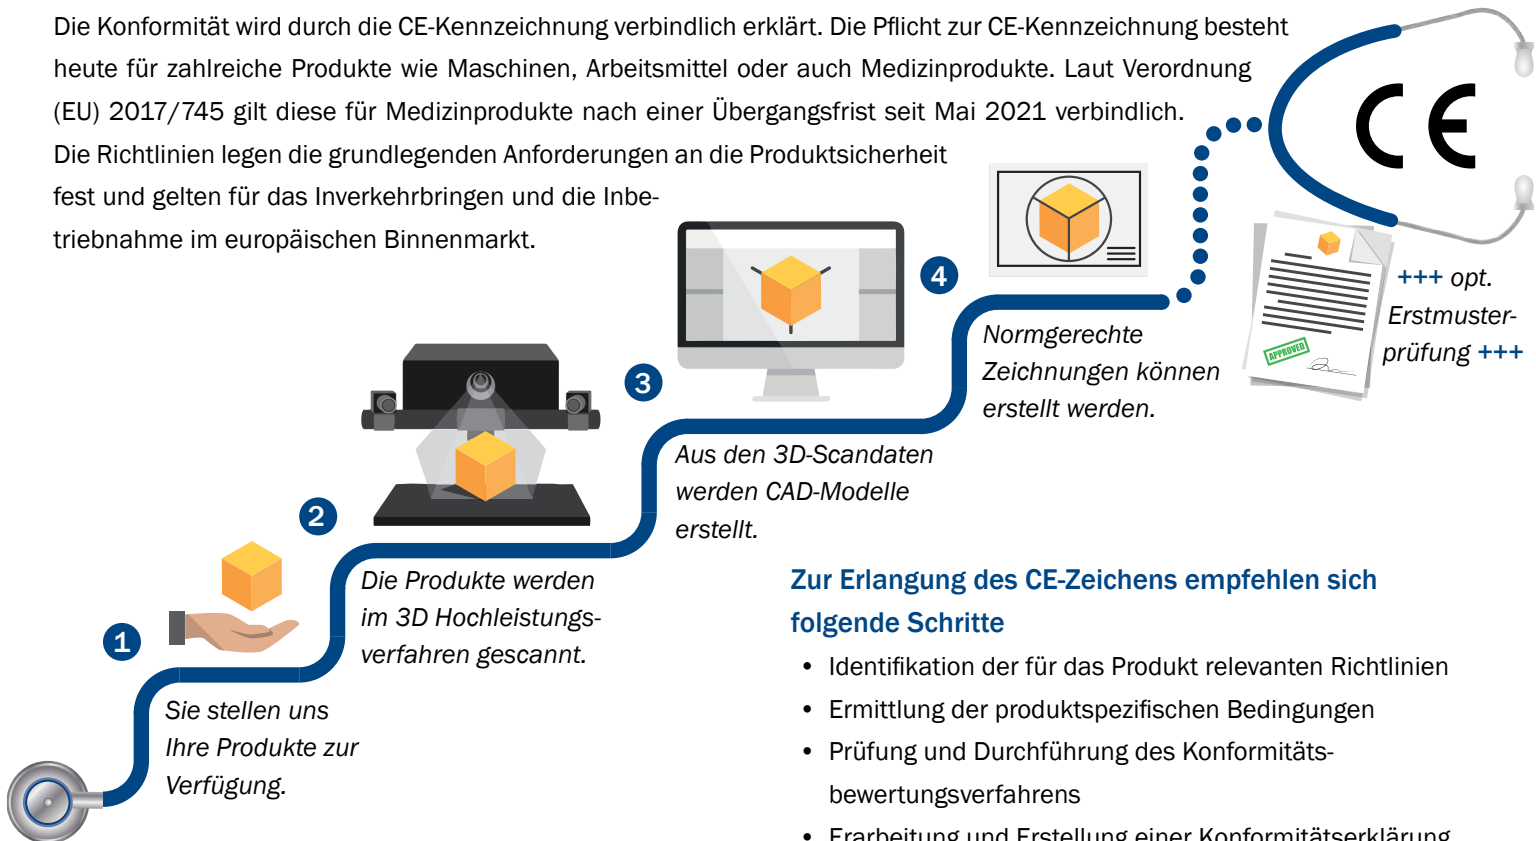 Die Konformität wird durch die CE-Kennzeichnung verbindlich erklärt. Die Pflicht zur CE-Kennzeichnung besteht
heute für zahlreiche Produkte wie Maschinen, Arbeitsmittel oder auch Medizinprodukte. Laut Verordnung
(EU) 2017/745 gilt diese für Medizinprodukte nach einer Übergangsfrist seit Mai 2021 verbindlich.
Die Richtlinien legen die grundlegenden Anforderungen an die Produktsicherheit
fest und gelten für das Inverkehrbringen und die Inbe-
triebnahme im europäischen Binnenmarkt.
CE
+++ opt.
Erstmuster-
prüfung +++
APPROVED
4
Normgerechte
Zeichnungen können
erstellt werden.
3
Aus den 3D-Scandaten
werden CAD-Modelle
erstellt.
2
Die Produkte werden
im 3D Hochleistungs-
verfahren gescannt.
1
Sie stellen uns
Ihre Produkte zur
Verfügung.
Zur Erlangung des CE-Zeichens empfehlen sich
folgende Schritte
• Identifikation der für das Produkt relevanten Richtlinien
• Ermittlung der produktspezifischen Bedingungen
• Prüfung und Durchführung des Konformitäts-
bewertungsverfahrens
• Erarbeitung und Erstellung einer Konformitätserklärung